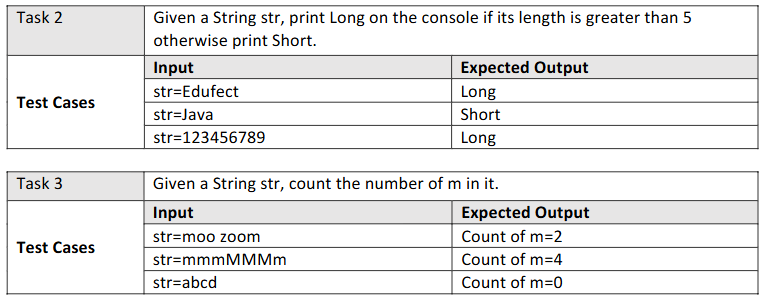 Task 2
Given a String str, print Long on the console if its length is greater than 5
otherwise print Short.
Test Cases
Input Expected Output
str=Edufect Long
str=Java Short
str=123456789 Long
Task 3
Given a String str, count the number of m in it.
Test Cases
Input Expected Output
str=moo zoom Count of m=2
str=mmmMMMm Count of m=4
str=abcd Count of m=0